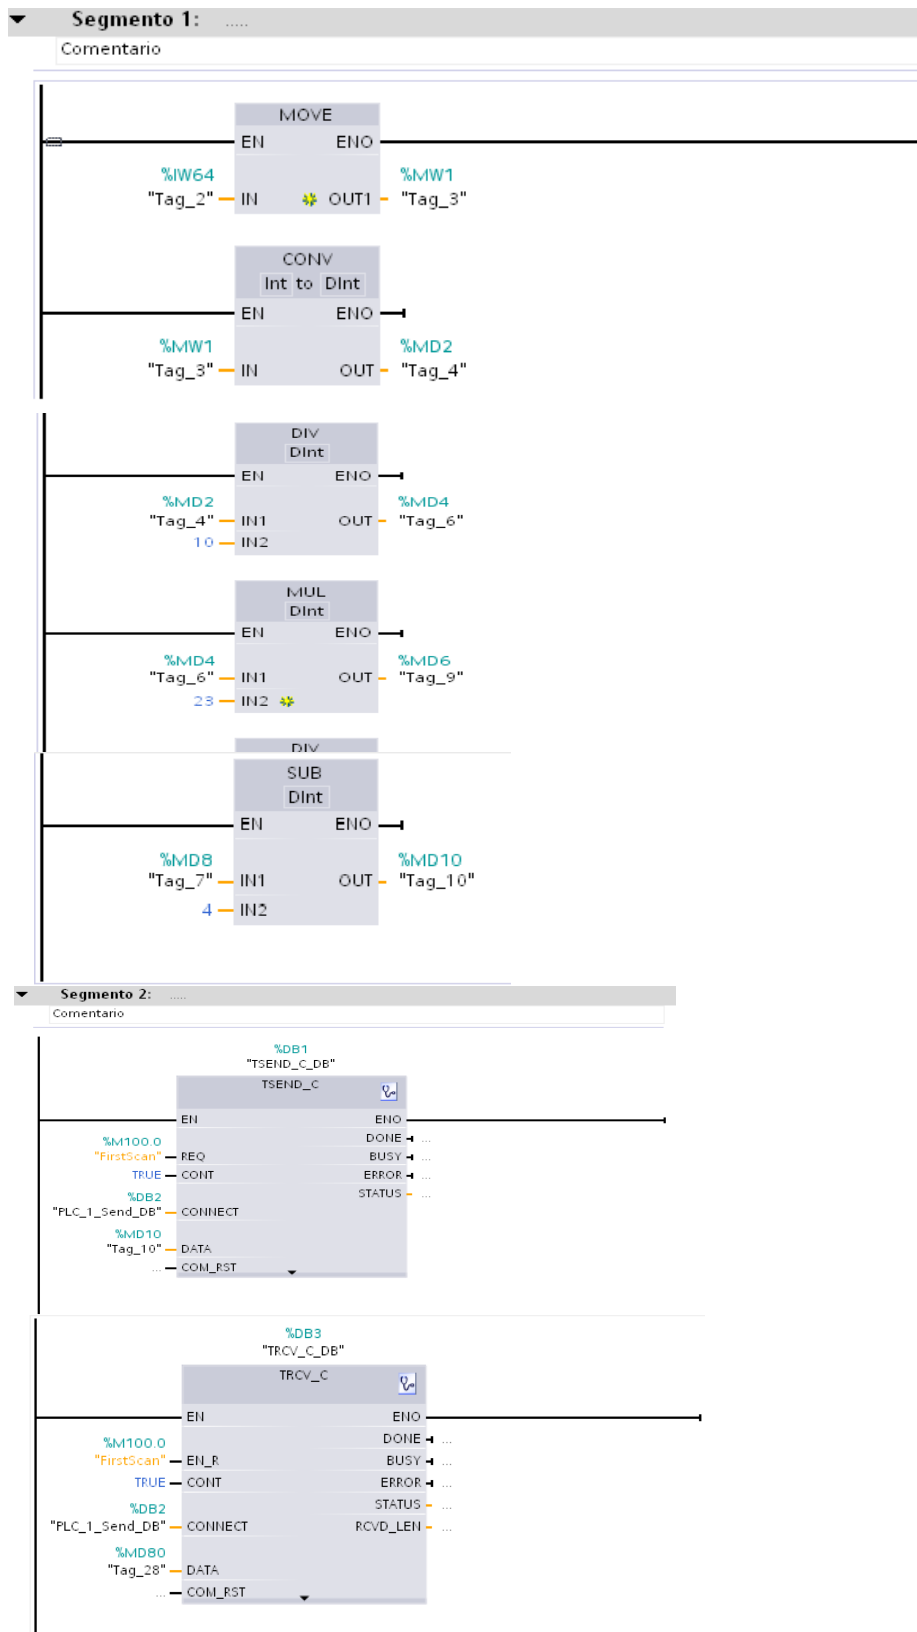 Segmento 1: .....
Comentario
MOVE
EN ENO
%IW64 %MW1
"Tag_2" IN OUT1 "Tag_3"
CONV
Int to DInt
EN ENO
%MW1 %MD2
"Tag_3" IN OUT "Tag_4"
DIV
DInt
EN ENO
%MD2 %MD4
"Tag_4" IN1 OUT "Tag_6"
10 IN2
MUL
DInt
EN ENO
%MD4 %MD6
"Tag_6" IN1 OUT "Tag_9"
23 IN2
DIV
SUB
DInt
EN ENO
%MD8 %MD10
"Tag_7" IN1 OUT "Tag_10"
4 IN2
Segmento 2: .....
Comentario
%DB1
"TSEND_C_DB"
TSEND_C
EN ENO
%M100.0 DONE ...
"FirstScan" REQ BUSY ...
TRUE CONT ERROR ...
%DB2 STATUS ...
"PLC_1_Send_DB" CONNECT
%MD10
"Tag_10" DATA
... COM_RST
%DB3
"TRCV_C_DB"
TRCV_C
EN ENO
%M100.0 DONE ...
"FirstScan" EN_R BUSY ...
TRUE CONT ERROR ...
%DB2 STATUS ...
"PLC_1_Send_DB" CONNECT RCVD_LEN ...
%MD80
"Tag_28" DATA
... COM_RST